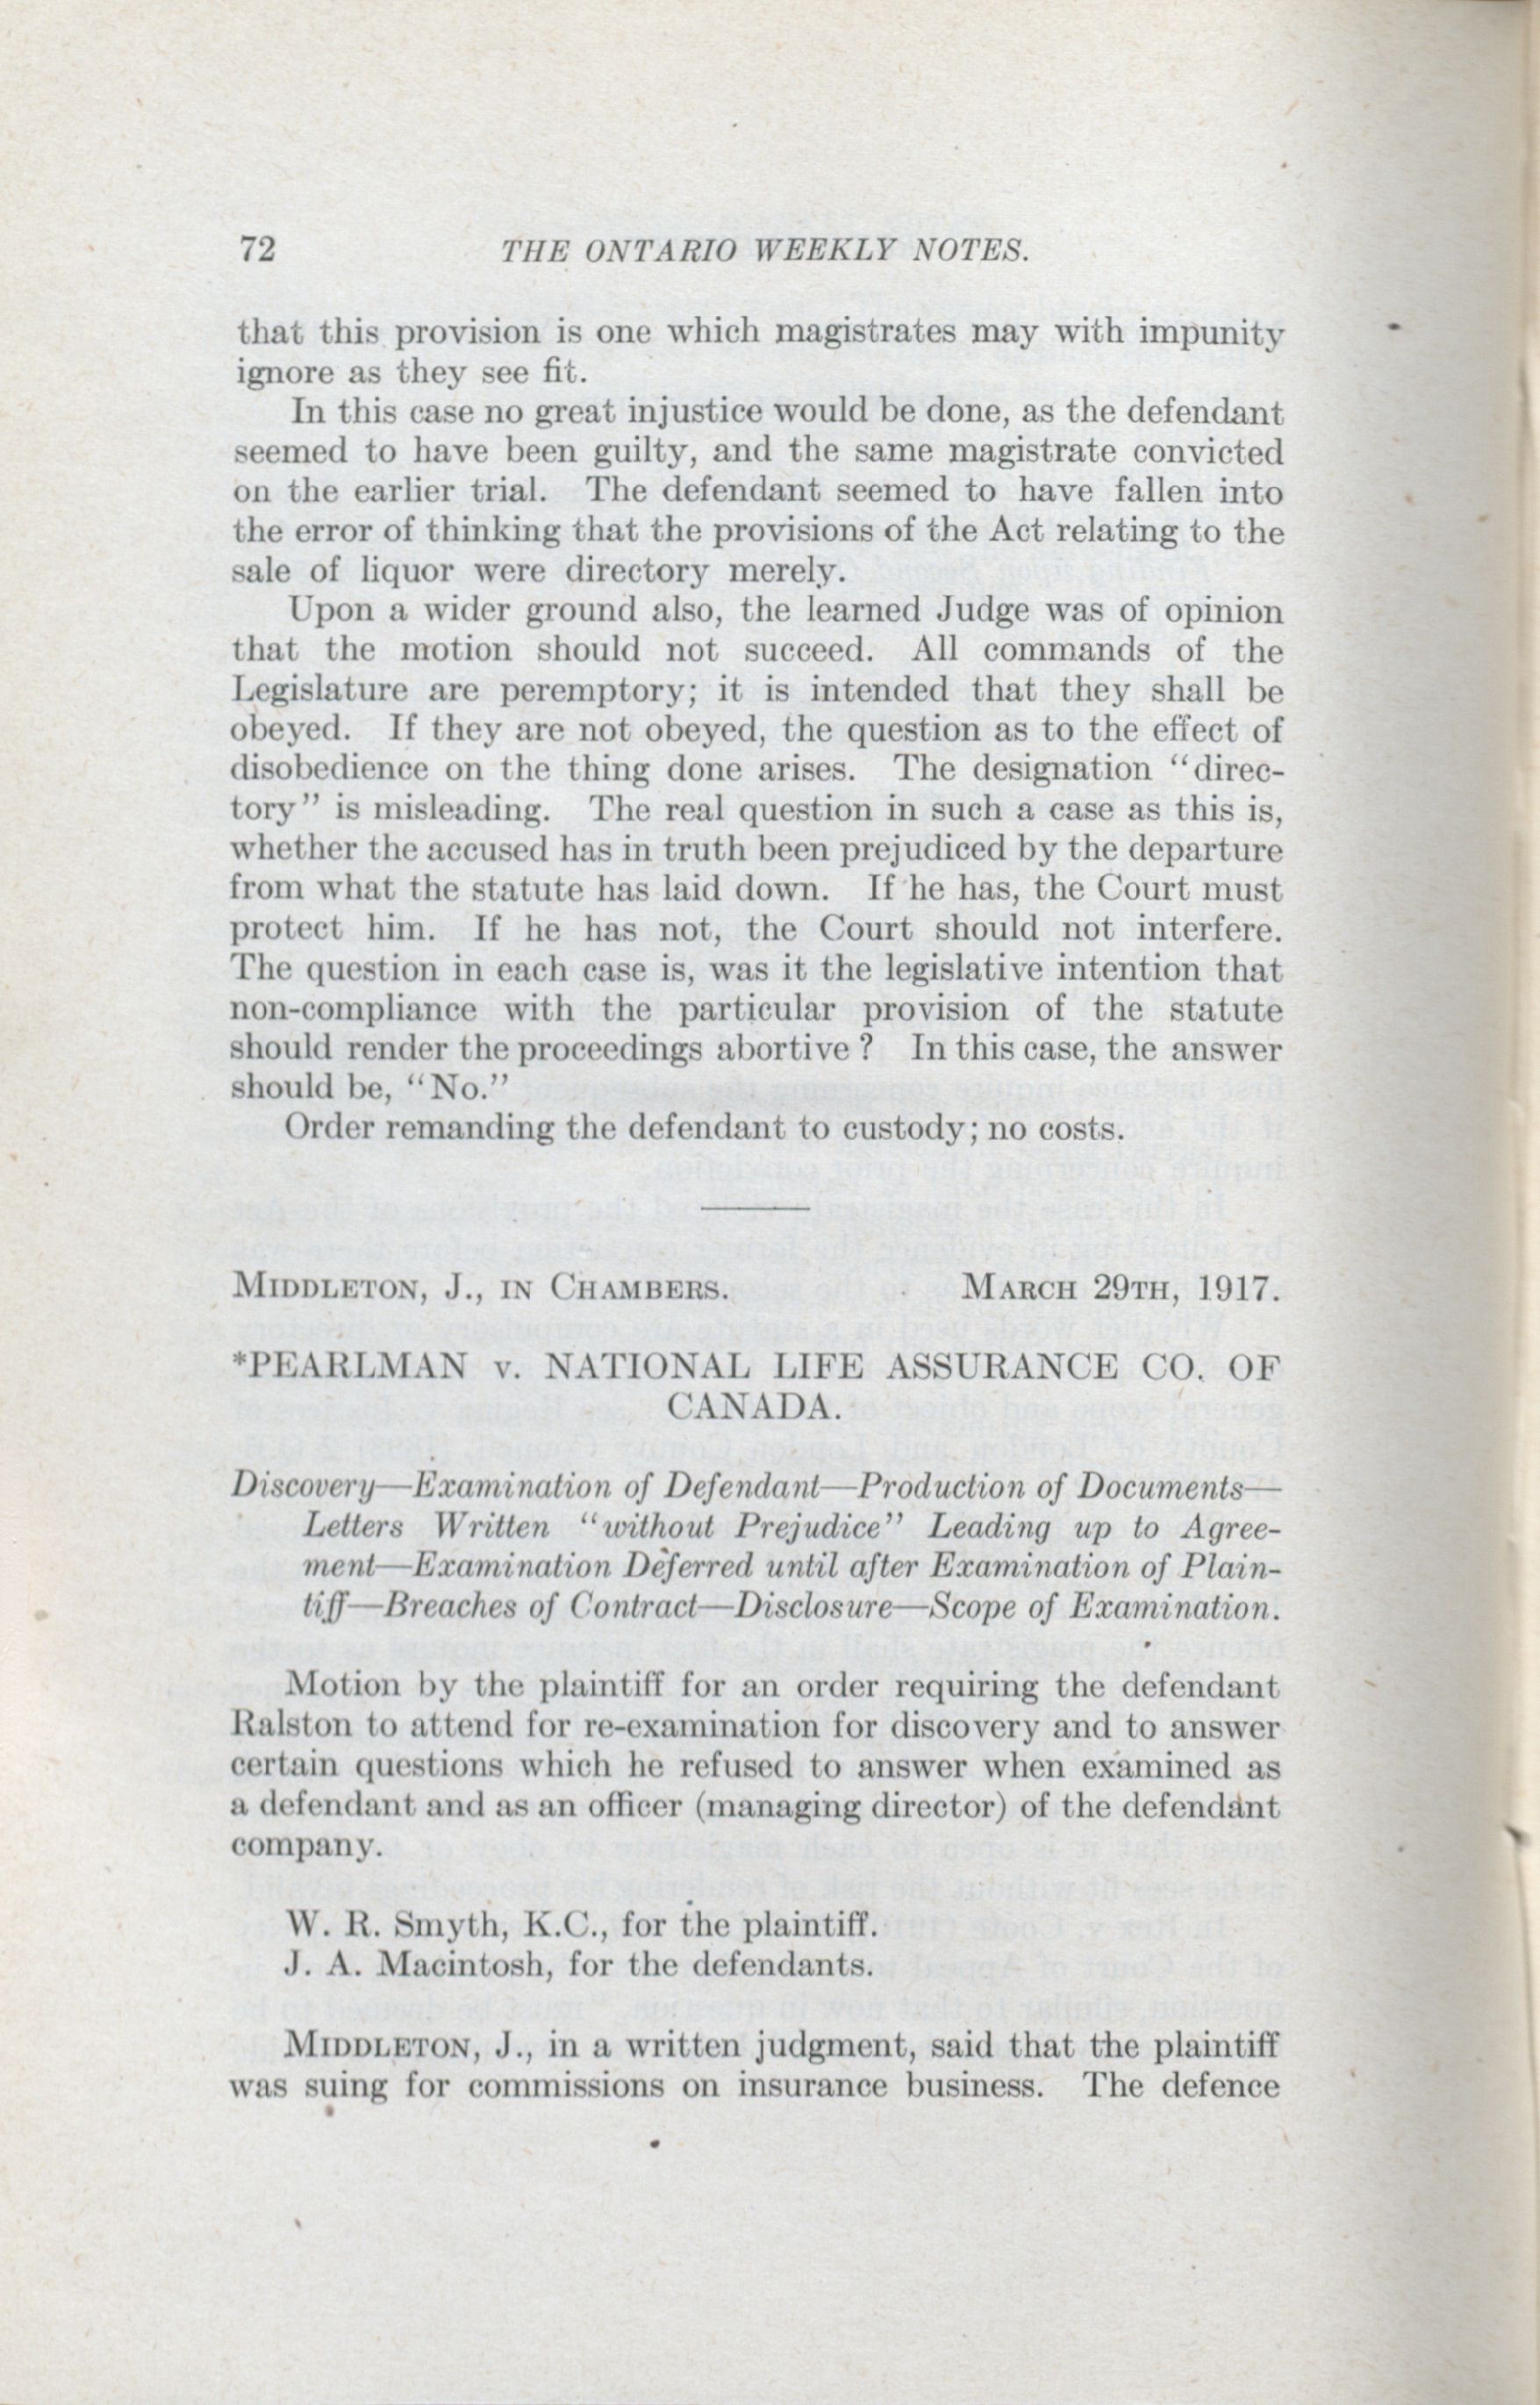 72 THE ONTARIO WEEKLY NOTES.
that this provision is one which magistrates may with impunity
ignore as they see fit.
In this case no great injustice would be done, as the defendant
seemed to have been guilty, and the same magistrate convicted
on the earlier trial. The defendant seemed to have fallen into
the error of thinking that the provisions of the Act relating to the
sale of liquor were directory merely.
Upon a wider ground also, the learned Judge was of opinion
that the motion should not succeed. All commands of the
Legislature are peremptory; it is intended that they shall be
obeyed. If they are not obeyed, the question as to the effect of
disobedience on the thing done arises. The designation "direc-
tory" is misleading. The real question in such a case as this is,
whether the accused has in truth been prejudiced by the departure
from what the statute has laid down. If he has, the Court must
protect him. If he has not, the Court should not interfere.
The question in each case is, was it the legislative intention that
non-compliance with the particular provision of the statute
should render the proceedings abortive? In this case, the answer
should be, "No."
Order remanding the defendant to custody; no costs.
MIDDLETON, J., IN CHAMBERS. MARCH 29TH, 1917.
*PEARLMAN v. NATIONAL LIFE ASSURANCE CO. OF
CANADA.
Discovery—Examination of Defendant—Production of Documents—
Letters Written "without Prejudice" Leading up to Agree-
ment—Examination Deferred until after Examination of Plain-
tiff—Breaches of Contract—Disclosure—Scope of Examination.
Motion by the plaintiff for an order requiring the defendant
Ralston to attend for re-examination for discovery and to answer
certain questions which he refused to answer when examined as
a defendant and as an officer (managing director) of the defendant
company.
W. R. Smyth, K.C., for the plaintiff.
J. A. Macintosh, for the defendants.
MIDDLETON, J., in a written judgment, said that the plaintiff
was suing for commissions on insurance business. The defence